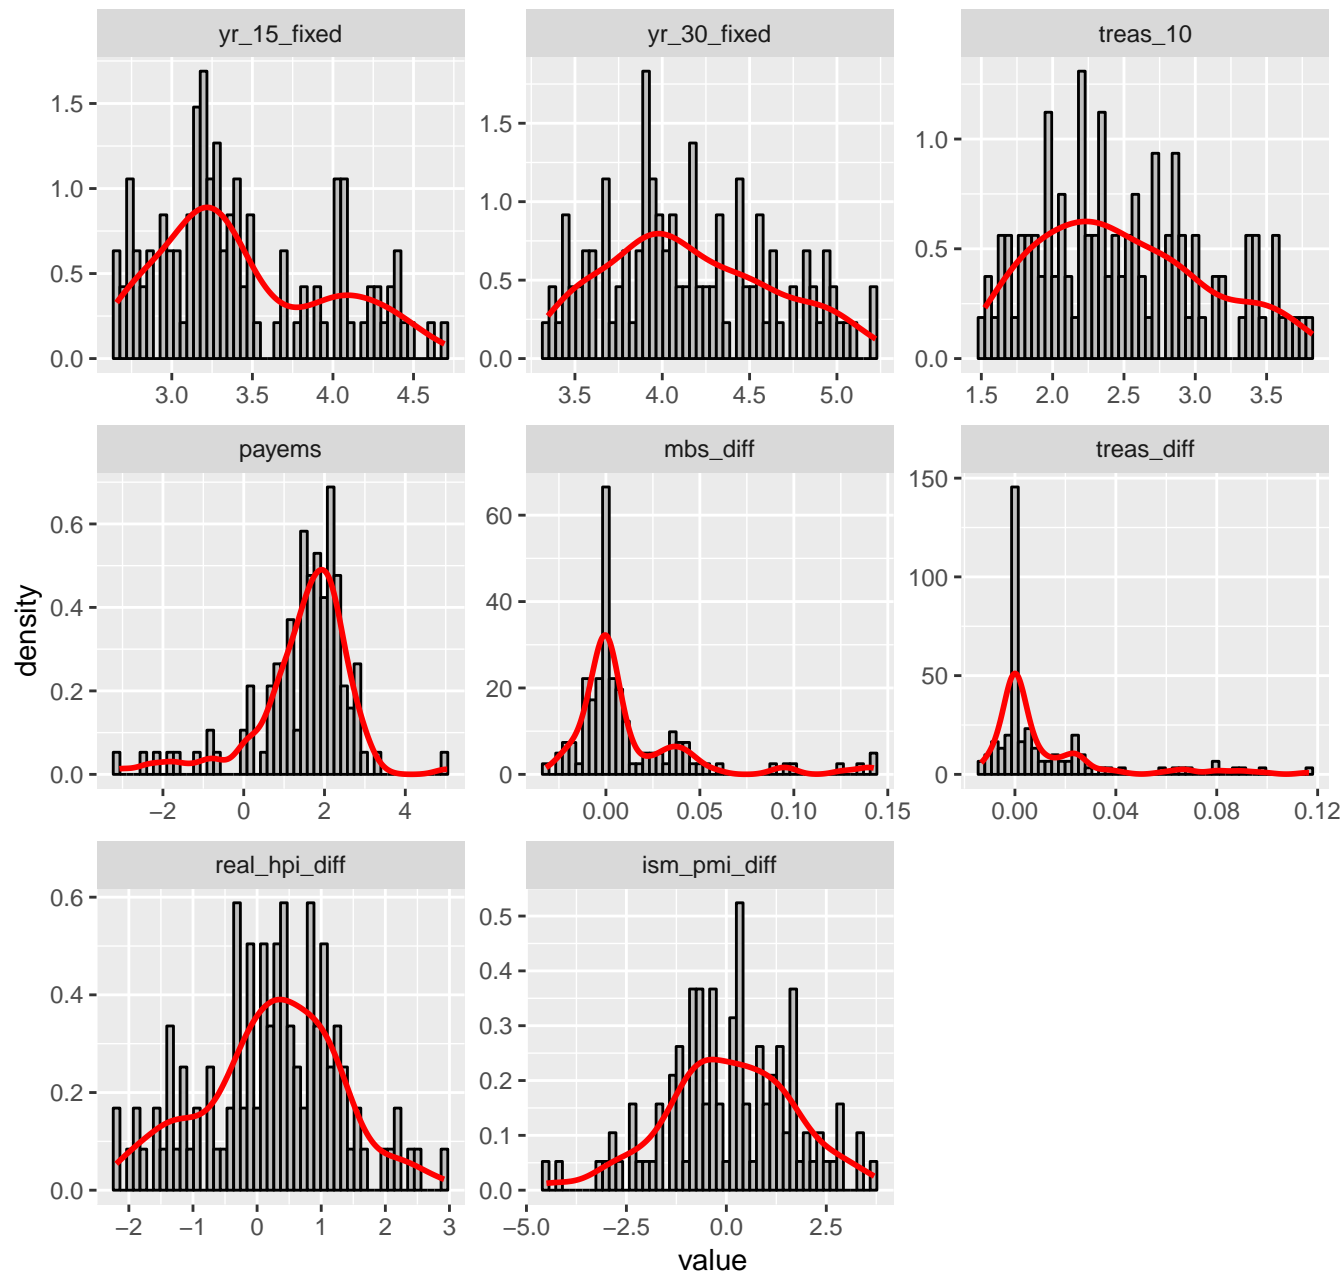 yr_15_fixed
yr_30_fixed
treas_10
1.5
1.0
0.5
0.0
3.0 3.5 4.0 4.5
1.5
1.0
0.5
0.0
3.5 4.0 4.5 5.0
1.0
0.5
0.0
1.5 2.0 2.5 3.0 3.5
payems
mbs_diff
treas_diff
density
0.6
0.4
0.2
0.0
−2 0 2 4
60
40
20
0
0.00 0.05 0.10 0.15
150
100
50
0
0.00 0.04 0.08 0.12
real_hpi_diff
ism_pmi_diff
0.6
0.4
0.2
0.0
−2 −1 0 1 2 3
0.5
0.4
0.3
0.2
0.1
0.0
−5.0 −2.5 0.0 2.5
value